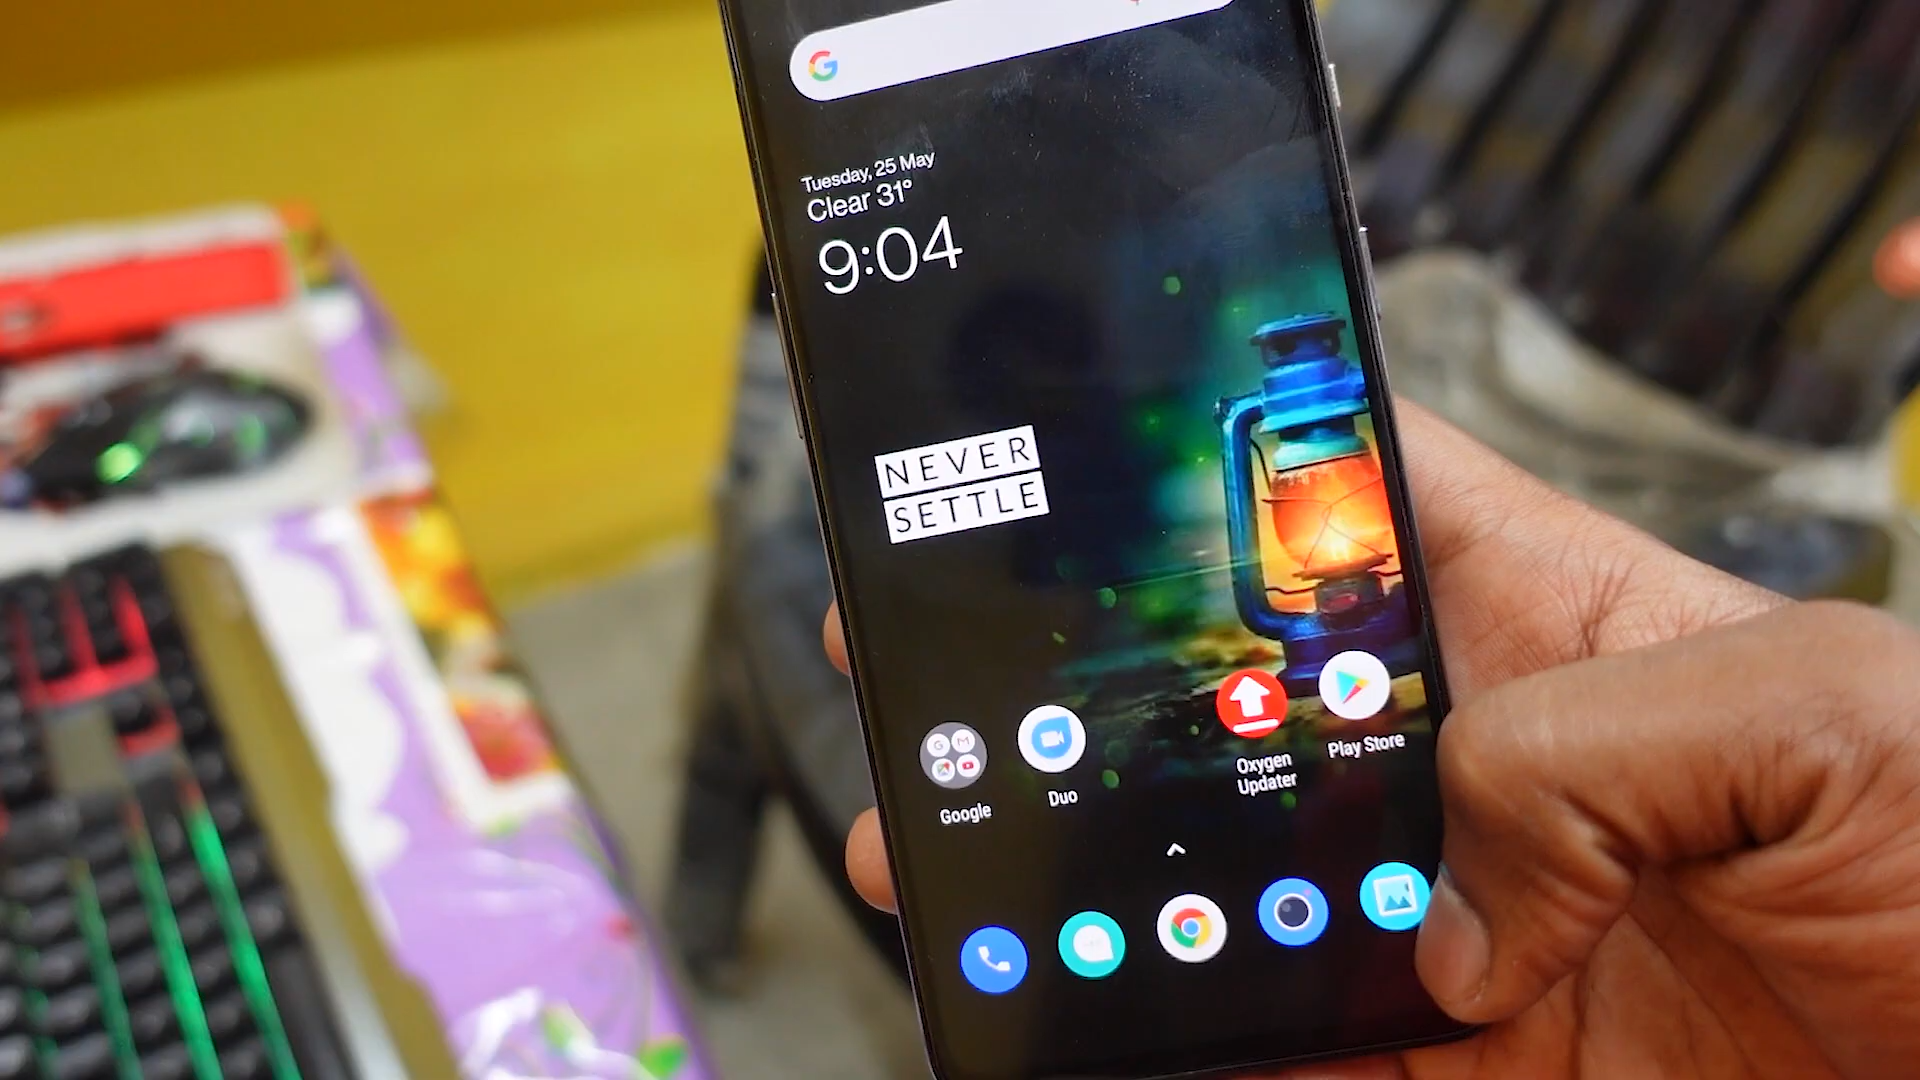 G
Tuesday, 25 May
Clear 31°
9:04
NEVER
SETTLE
Google
Duo
Oxygen
Updater
Play Store